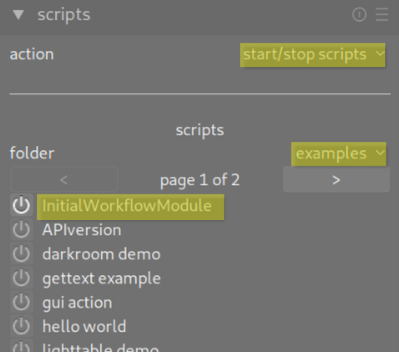 scripts
action start/stop scripts
scripts
folder examples
< page 1 of 2 >
InitialWorkflowModule
APIversion
darkroom demo
gettext example
gui action
hello world
lighttable demo